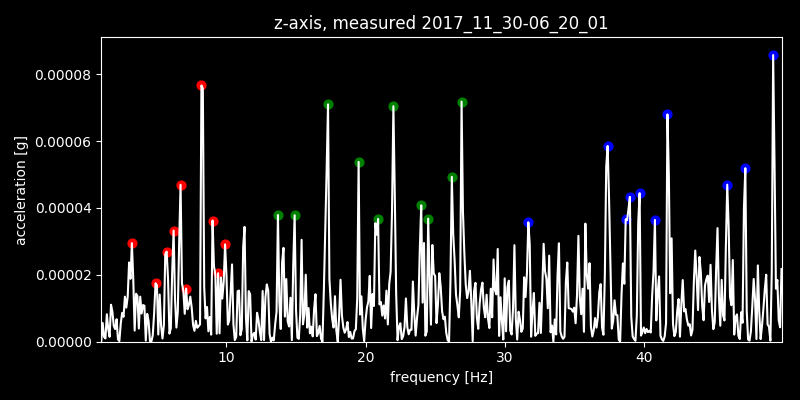 z-axis, measured 2017_11_30-06_20_01
0.00008
0.00006
0.00004
0.00002
0.00000
acceleration [g]
10 20 30 40
frequency [Hz]